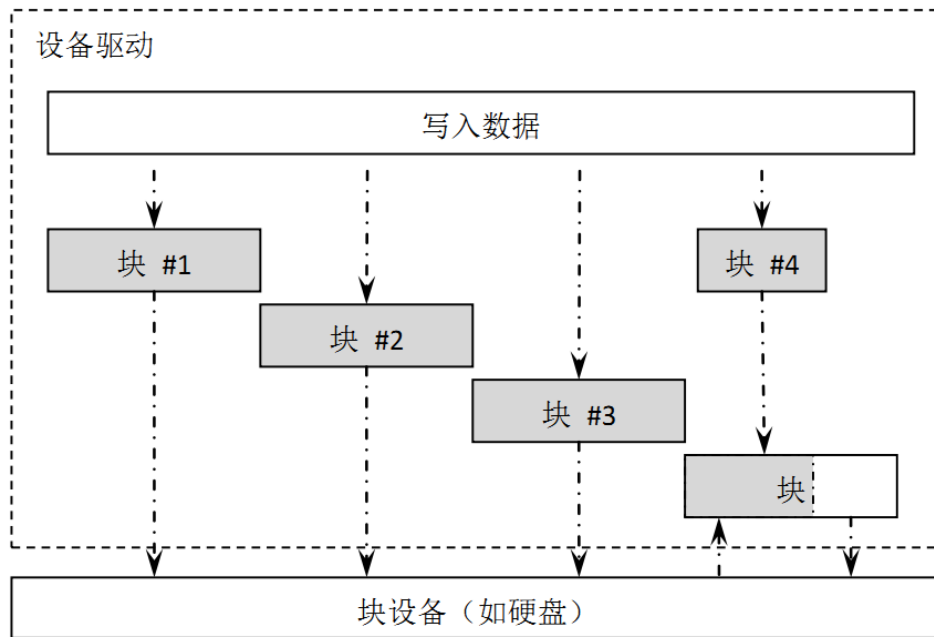 设备驱动
写入数据
块 #1
块 #4
块 #2
块 #3
块
块设备（如硬盘）